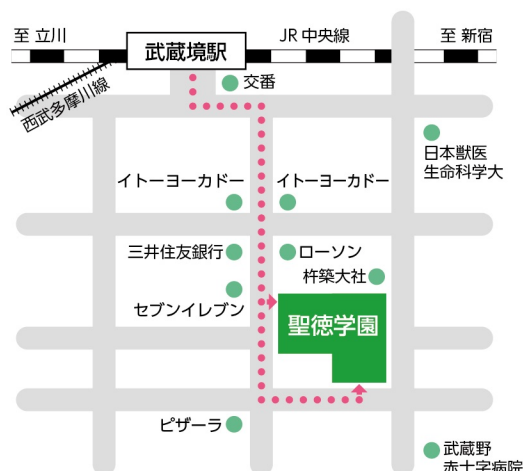 至 立川
武蔵境駅
JR 中央線
至 新宿
西武多摩川線
交番
日本獣医
生命科学大
イトーヨーカドー
イトーヨーカドー
三井住友銀行
ローソン
杵築大社
セブンイレブン
聖徳学園
ピザーラ
武蔵野
赤十字病院